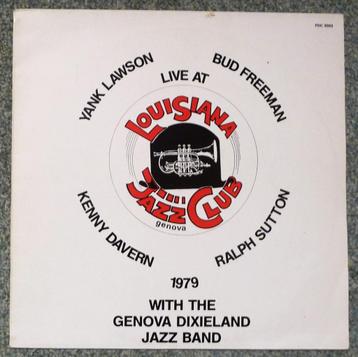 YANK LAWSON
BUD FREEMAN
LIVE AT
LOUISIANA
JAZZ CLUB
genova
KENNY DAVERN
RALPH SUTTON
1979
WITH THE
GENOVA DIXIELAND
JAZZ BAND